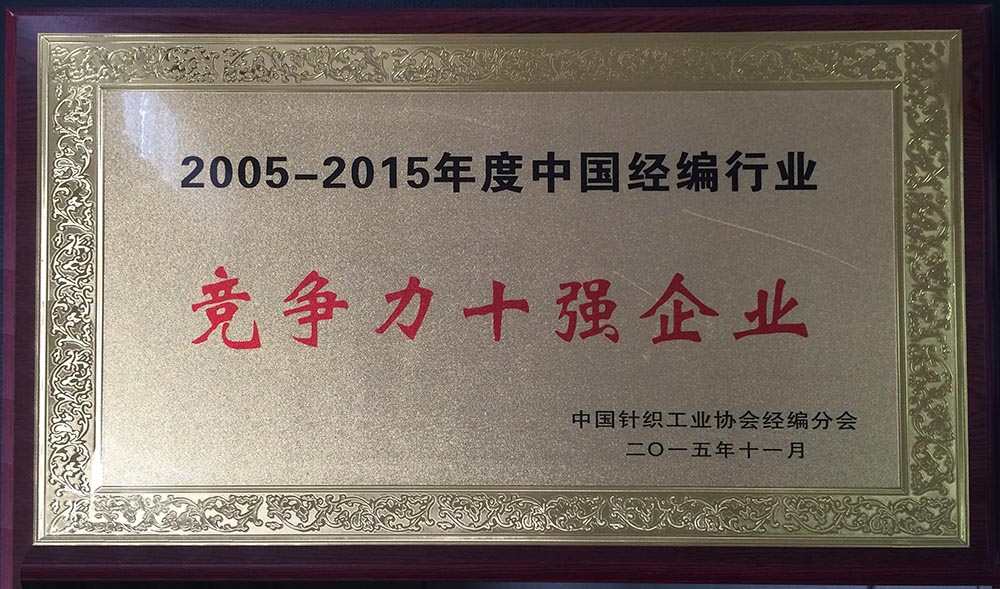 2005-2015年度中国经编行业
竞争力十强企业
中国针织工业协会经编分会
二〇一五年十一月